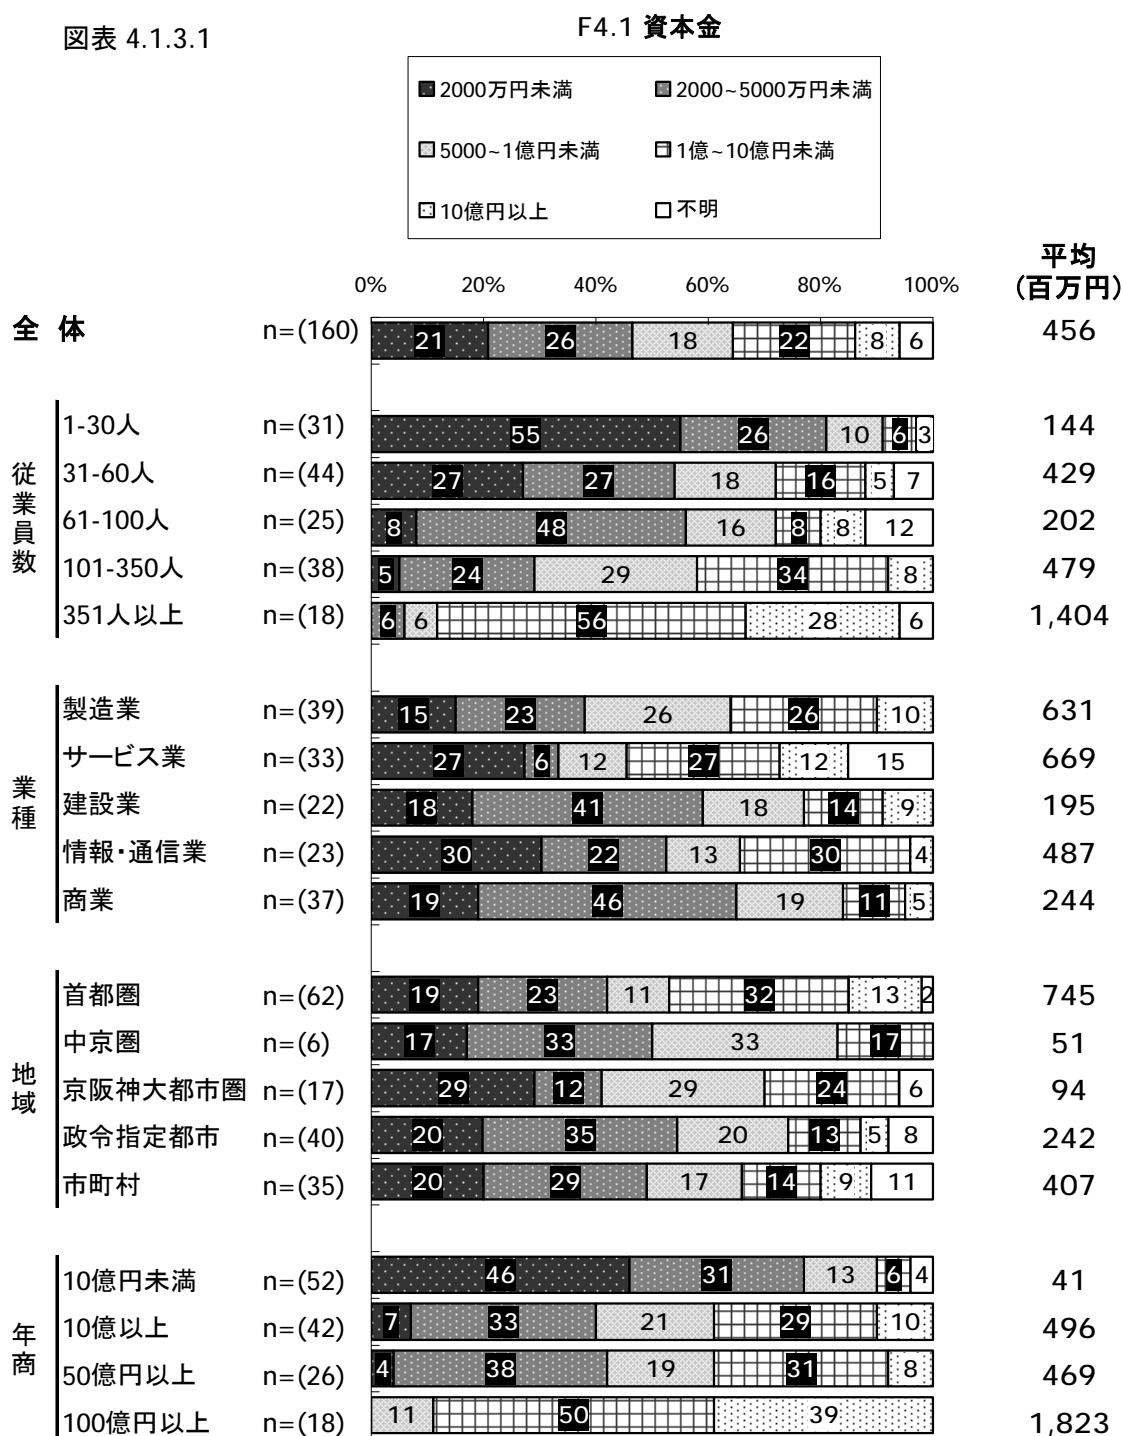 図表 4.1.3.1
F4.1 資本金
2000万円未満 2000~5000万円未満
5000~1億円未満 1億~10億円未満
10億円以上 不明
平均
(百万円)
0% 20% 40% 60% 80% 100%
全 体 n=(160) 21 26 18 22 8 6 456
従業員数
1-30人 n=(31) 55 26 10 6 3 144
31-60人 n=(44) 27 27 18 16 5 7 429
61-100人 n=(25) 8 48 16 8 8 12 202
101-350人 n=(38) 5 24 29 34 8 479
351人以上 n=(18) 6 6 56 28 6 1,404
業種
製造業 n=(39) 15 23 26 26 10 631
サービス業 n=(33) 27 6 12 27 12 15 669
建設業 n=(22) 18 41 18 14 9 195
情報・通信業 n=(23) 30 22 13 30 4 487
商業 n=(37) 19 46 19 11 5 244
地域
首都圏 n=(62) 19 23 11 32 13 2 745
中京圏 n=(6) 17 33 33 17 51
京阪神大都市圏 n=(17) 29 12 29 24 6 94
政令指定都市 n=(40) 20 35 20 13 5 8 242
市町村 n=(35) 20 29 17 14 9 11 407
年商
10億円未満 n=(52) 46 31 13 6 4 41
10億以上 n=(42) 7 33 21 29 10 496
50億円以上 n=(26) 4 38 19 31 8 469
100億円以上 n=(18) 11 50 39 1,823